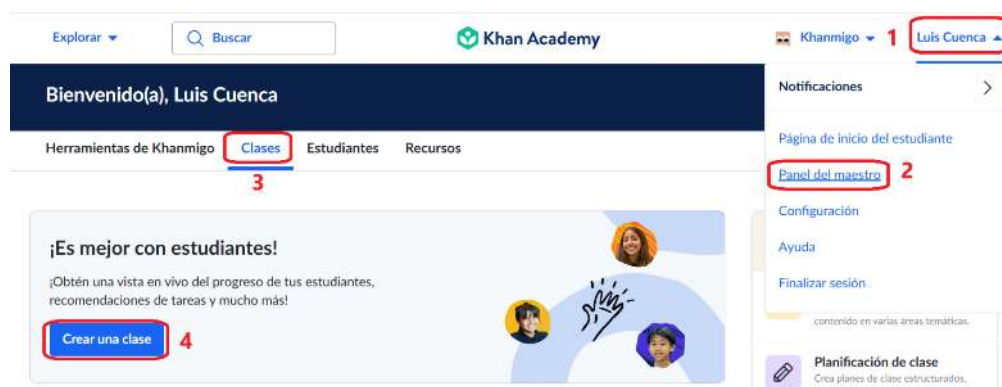 Explorar
Buscar
Khan Academy
Khanmigo
1
Luis Cuenca
Bienvenido(a), Luis Cuenca
Notificaciones
Herramientas de Khanmigo
Clases
Estudiantes
Recursos
3
Página de inicio del estudiante
Panel del maestro
2
Configuración
Ayuda
Finalizar sesión
¡Es mejor con estudiantes!
¡Obtén una vista en vivo del progreso de tus estudiantes,
recomendaciones de tareas y mucho más!
Crear una clase
4
contenido en varias áreas temáticas.
Planificación de clase
Crea planes de clase estructurados,